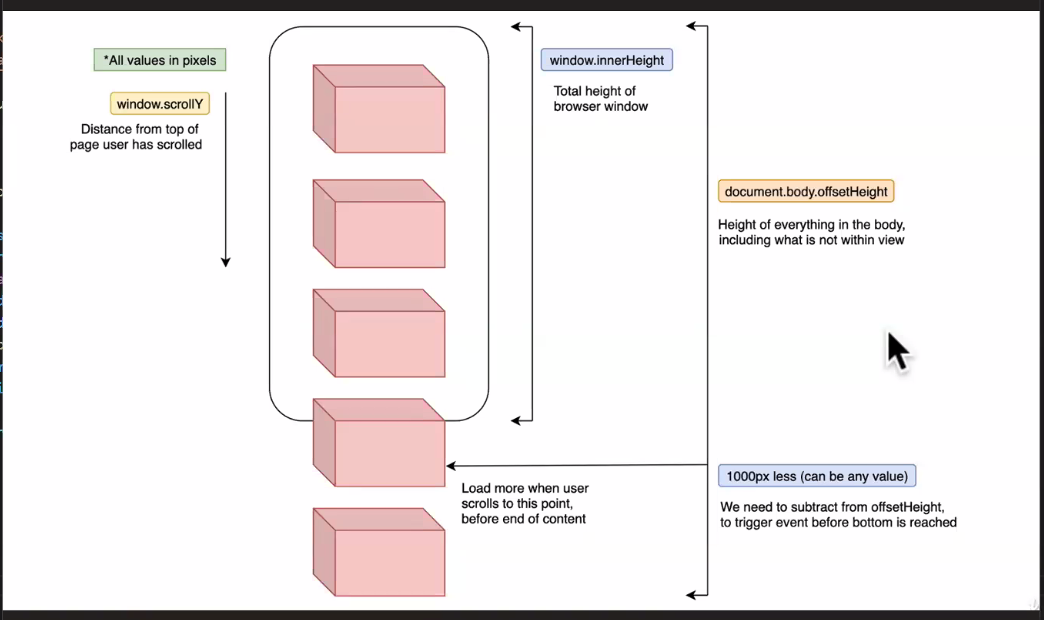 *All values in pixels
window.scrollY
Distance from top of
page user has scrolled
window.innerHeight
Total height of
browser window
document.body.offsetHeight
Height of everything in the body,
including what is not within view
Load more when user
scrolls to this point,
before end of content
1000px less (can be any value)
We need to subtract from offsetHeight,
to trigger event before bottom is reached